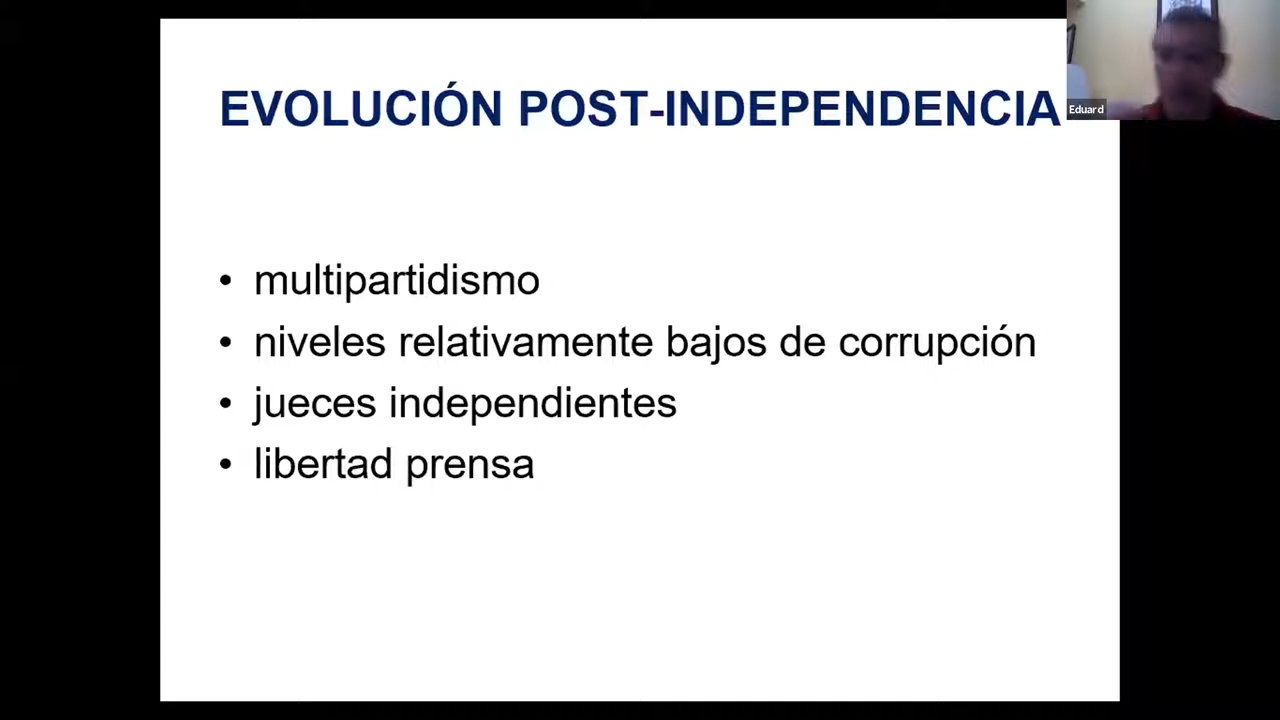 EVOLUCIÓN POST-INDEPENDENCIA
Eduard
• multipartidismo
• niveles relativamente bajos de corrupción
• jueces independientes
• libertad prensa